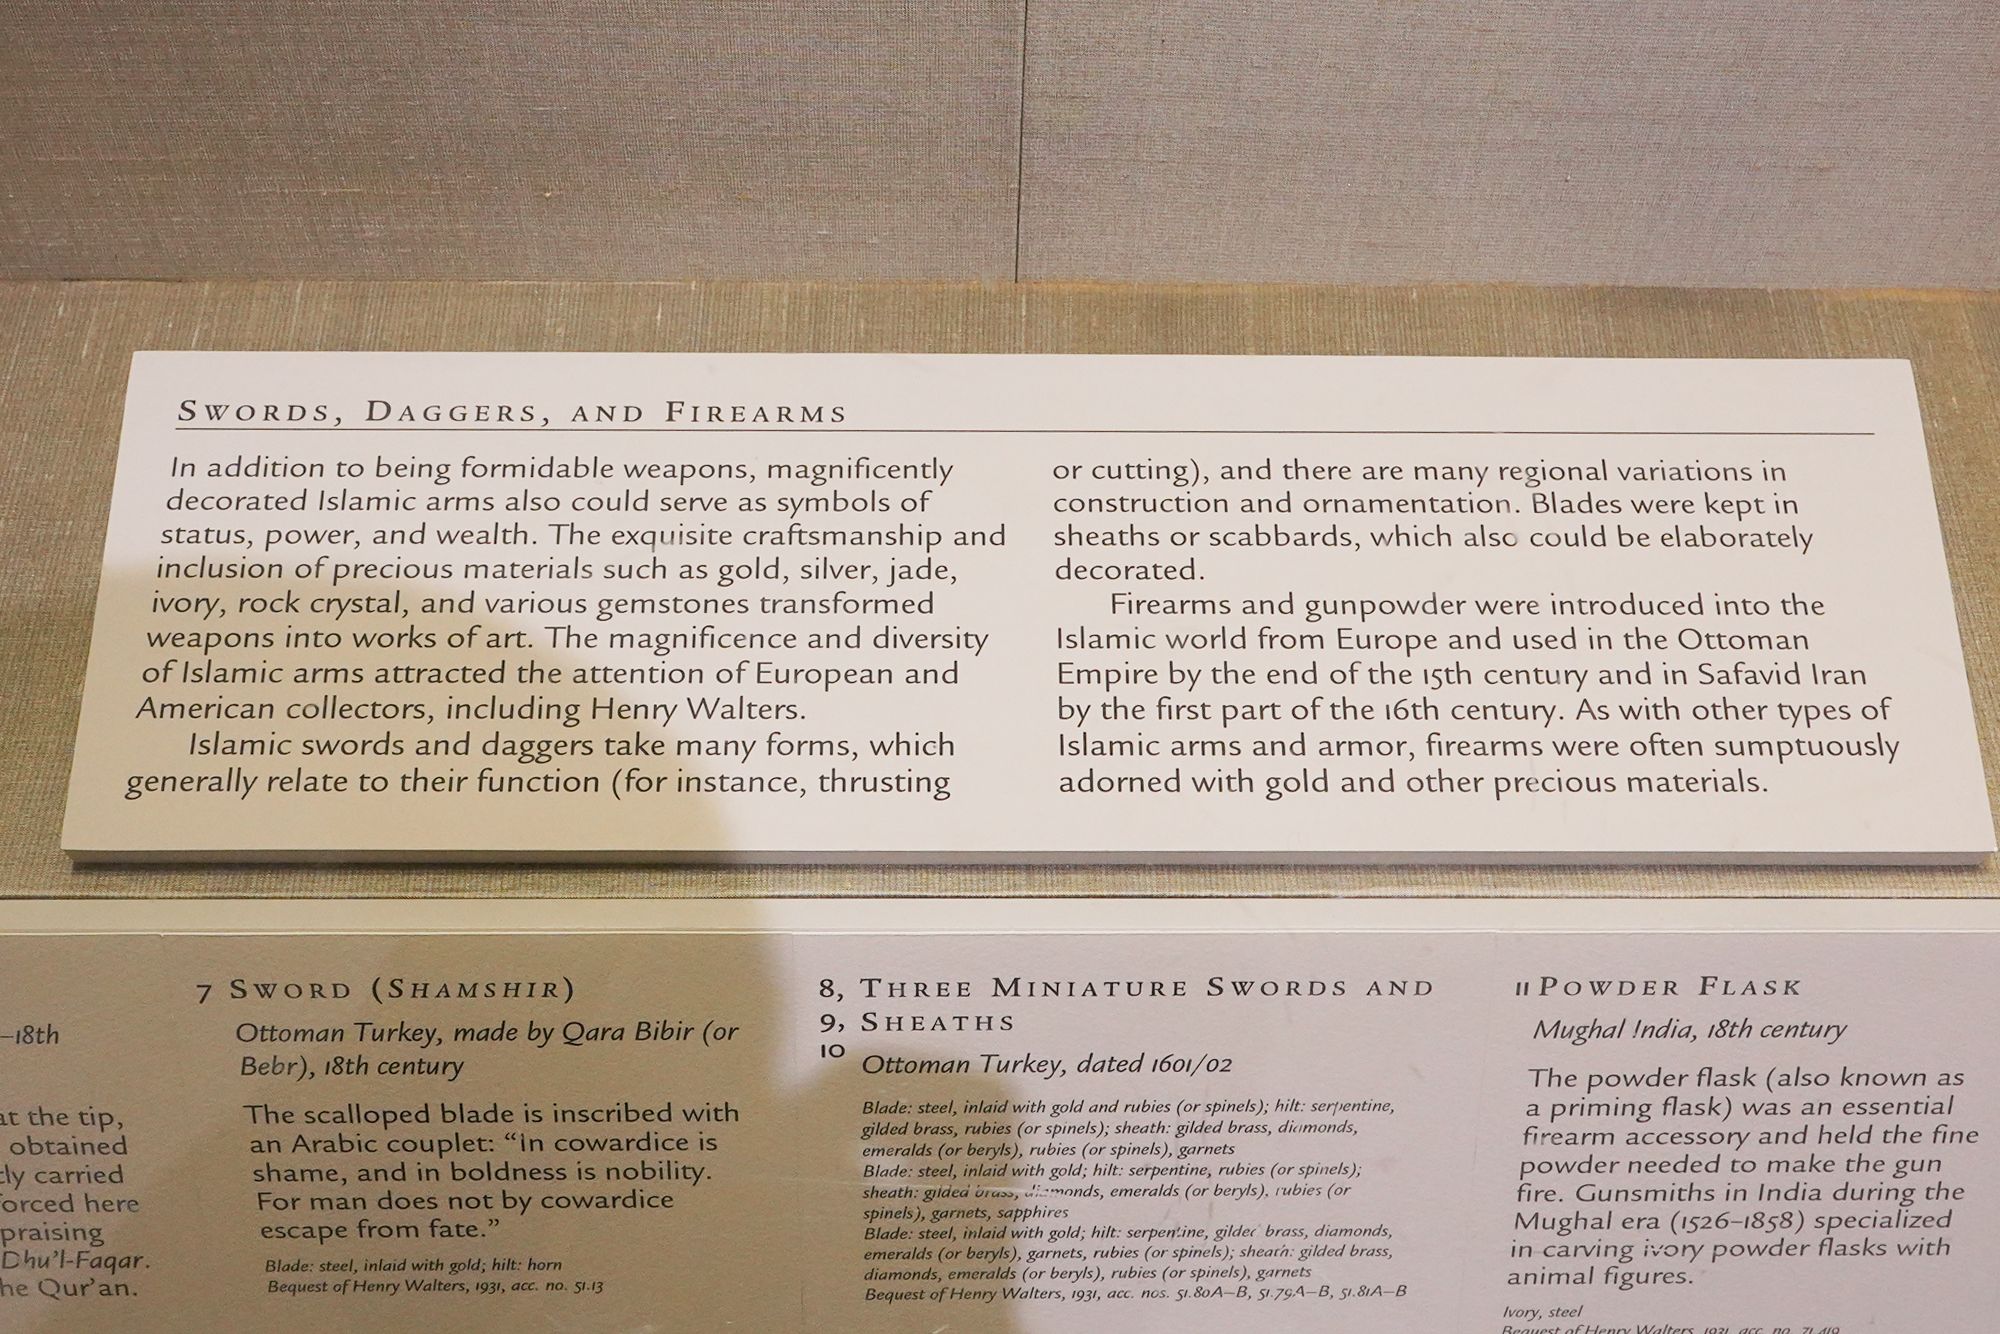 SWORDS, DAGGERS, AND FIREARMS
In addition to being formidable weapons, magnificently
decorated Islamic arms also could serve as symbols of
status, power, and wealth. The exquisite craftsmanship and
inclusion of precious materials such as gold, silver, jade,
ivory, rock crystal, and various gemstones transformed
weapons into works of art. The magnificence and diversity
of Islamic arms attracted the attention of European and
American collectors, including Henry Walters.
Islamic swords and daggers take many forms, which
generally relate to their function (for instance, thrusting
or cutting), and there are many regional variations in
construction and ornamentation. Blades were kept in
sheaths or scabbards, which also could be elaborately
decorated.
Firearms and gunpowder were introduced into the
Islamic world from Europe and used in the Ottoman
Empire by the end of the 15th century and in Safavid Iran
by the first part of the 16th century. As with other types of
Islamic arms and armor, firearms were often sumptuously
adorned with gold and other precious materials.
–18th
at the tip,
obtained
carried
forced here
praising
Dhu'l-Faqar.
he Qur'an.
7 SWORD (SHAMSHIR)
Ottoman Turkey, made by Qara Bibir (or
Bebr), 18th century
The scalloped blade is inscribed with
an Arabic couplet: "In cowardice is
shame, and in boldness is nobility.
For man does not by cowardice
escape from fate."
Blade: steel, inlaid with gold; hilt: horn
Bequest of Henry Walters, 1931, acc. no. 51.13
8, THREE MINIATURE SWORDS AND
9, SHEATHS
10
Ottoman Turkey, dated 1601/02
Blade: steel, inlaid with gold and rubies (or spinels); hilt: serpentine,
gilded brass, rubies (or spinels); sheath: gilded brass, diamonds,
emeralds (or beryls), rubies (or spinels), garnets
Blade: steel, inlaid with gold; hilt: serpentine, rubies (or spinels);
sheath: gilded brass, diamonds, emeralds (or beryls), rubies (or
spinels), garnets, sapphires
Blade: steel, inlaid with gold; hilt: serpentine, gilded brass, diamonds,
emeralds (or beryls), garnets, rubies (or spinels); sheath: gilded brass,
diamonds, emeralds (or beryls), rubies (or spinels), garnets
Bequest of Henry Walters, 1931, acc. nos. 51.80A–B, 51.79A–B, 51.81A–B
11 POWDER FLASK
Mughal India, 18th century
The powder flask (also known as
a priming flask) was an essential
firearm accessory and held the fine
powder needed to make the gun
fire. Gunsmiths in India during the
Mughal era (1526–1858) specialized
in carving ivory powder flasks with
animal figures.
Ivory, steel
Bequest of Henry Walters, 1931, acc. no. 71.419